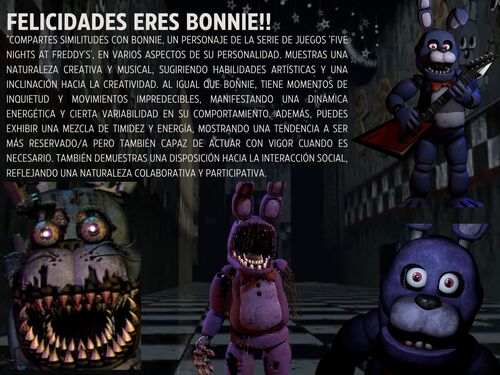 FELICIDADES ERES BONNIE!!
"COMPARTES SIMILITUDES CON BONNIE, UN PERSONAJE DE LA SERIE DE JUEGOS 'FIVE
NIGHTS AT FREDDY'S', EN VARIOS ASPECTOS DE SU PERSONALIDAD. MUESTRAS UNA
NATURALEZA CREATIVA Y MUSICAL, SUGIRIENDO HABILIDADES ARTÍSTICAS Y UNA
INCLINACIÓN HACIA LA CREATIVIDAD. AL IGUAL QUE BONNIE, TIENE MOMENTOS DE
INQUIETUD Y MOVIMIENTOS IMPREDECIBLES, MANIFESTANDO UNA DINÁMICA
ENERGÉTICA Y CIERTA VARIABILIDAD EN SU COMPORTAMIENTO. ADEMÁS, PUEDES
EXHIBIR UNA MEZCLA DE TIMIDEZ Y ENERGÍA, MOSTRANDO UNA TENDENCIA A SER
MÁS RESERVADO/A PERO TAMBIÉN CAPAZ DE ACTUAR CON VIGOR CUANDO ES
NECESARIO. TAMBIÉN DEMUESTRAS UNA DISPOSICIÓN HACIA LA INTERACCIÓN SOCIAL,
REFLEJANDO UNA NATURALEZA COLABORATIVA Y PARTICIPATIVA.